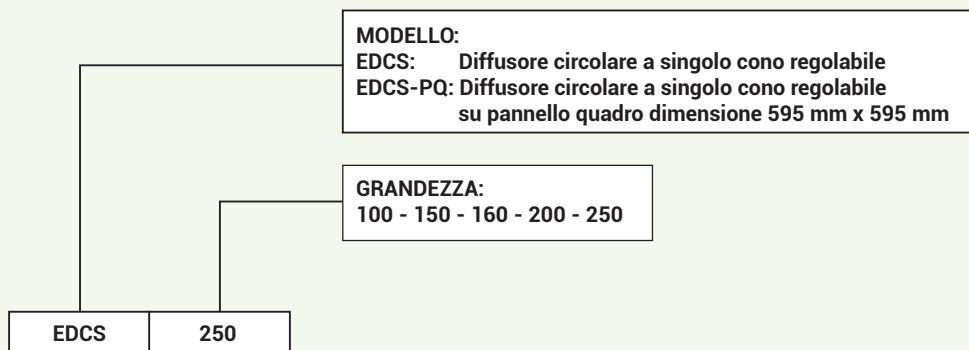 MODELLO:
EDCS: Diffusore circolare a singolo cono regolabile
EDCS-PQ: Diffusore circolare a singolo cono regolabile
su pannello quadro dimensione 595 mm x 595 mm
GRANDEZZA:
100 - 150 - 160 - 200 - 250
EDCS 250